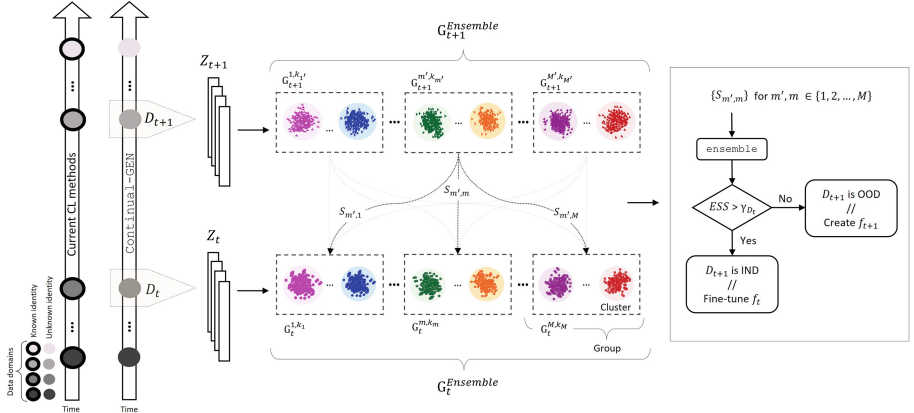 G_{t+1}^{Ensemble}
Z_{t+1}
G_{t+1}^{1,k_{1'}}
G_{t+1}^{m',k_{m'}}
G_{t+1}^{M',k_{M'}}
... ... ... ... ...
D_{t+1}
{S_{m',m}} for m', m ∈ {1, 2, ..., M}
ensemble
Current CL methods
Continual-GEN
S_{m',1}
S_{m',m}
S_{m',M}
ESS > γ_{D_t}
No
Yes
D_{t+1} is OOD
//
Create f_{t+1}
D_{t+1} is IND
//
Fine-tune f_t
Z_t
D_t
... ... ... ... ...
Cluster
G_t^{1,k_1}
G_t^{m,k_m}
G_t^{M,k_M}
Group
G_t^{Ensemble}
Known identity
Unknown identity
Data domains
Time
Time